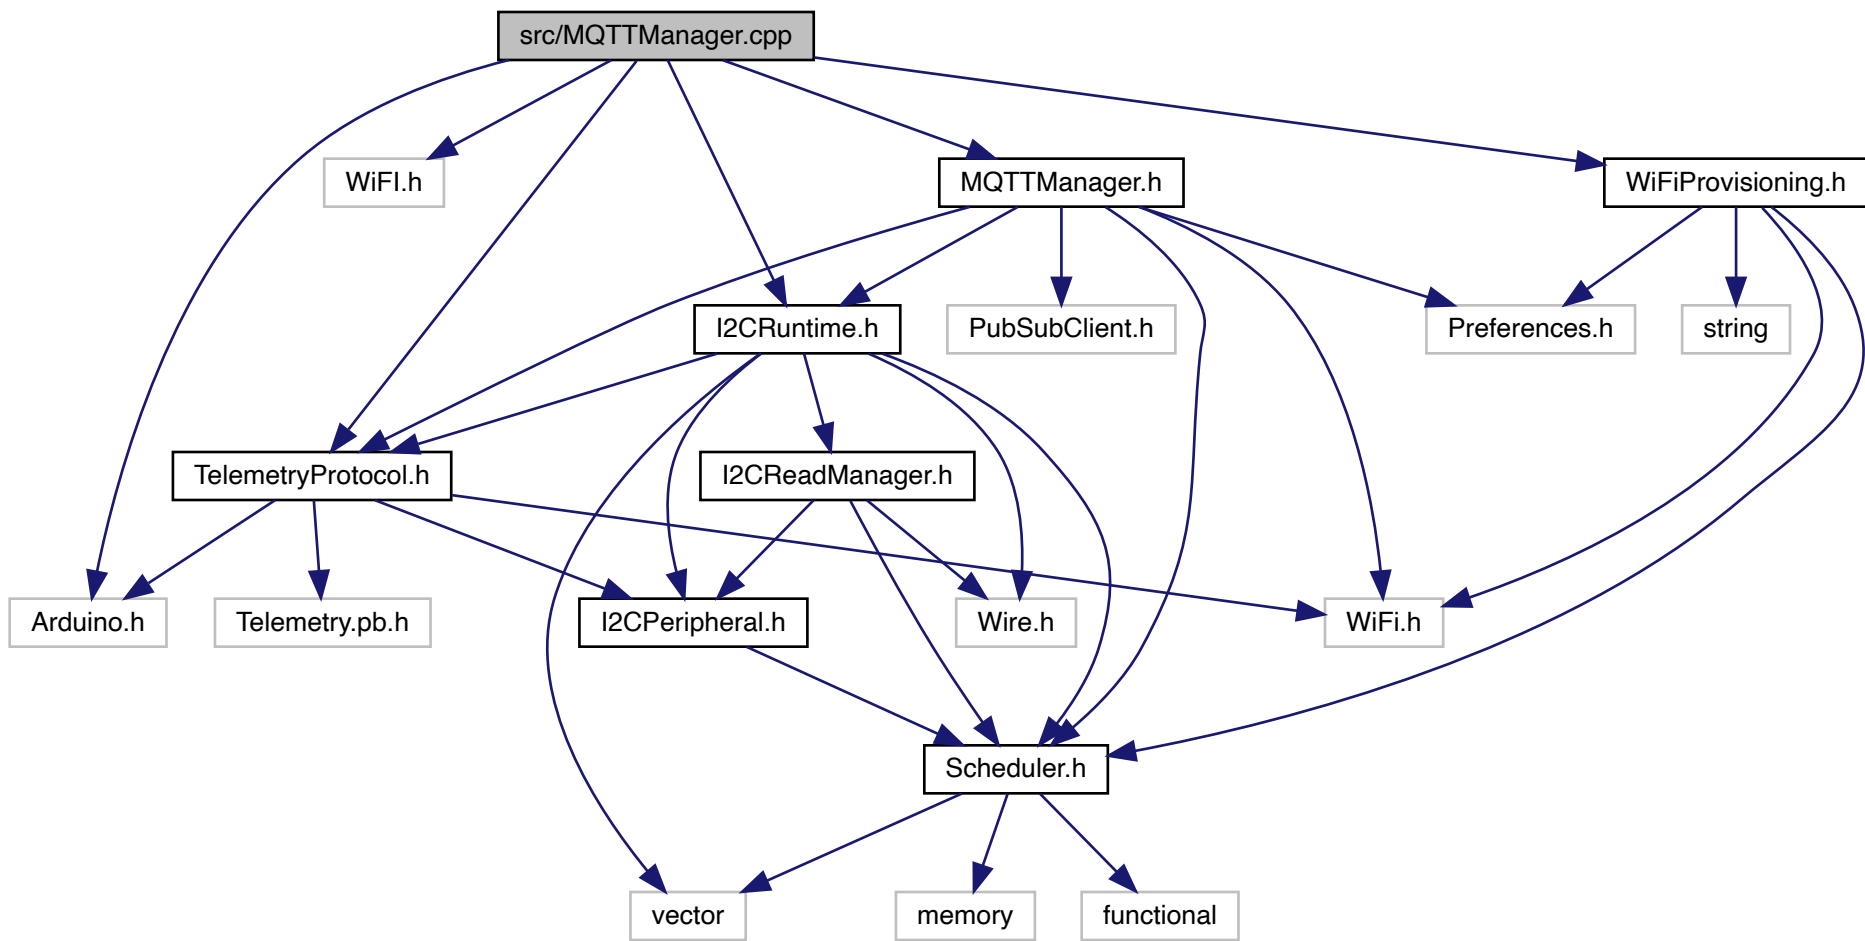 src/MQTTManager.cpp
WiFI.h
MQTTManager.h
WiFiProvisioning.h
I2CRuntime.h
PubSubClient.h
Preferences.h
string
TelemetryProtocol.h
I2CReadManager.h
Arduino.h
Telemetry.pb.h
I2CPeripheral.h
Wire.h
WiFi.h
Scheduler.h
vector
memory
functional